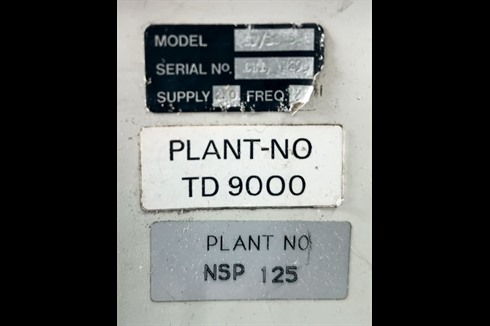 MODEL
SERIAL No.
SUPPLY FREQ.
PLANT-NO
TD 9000
PLANT NO
NSP 125